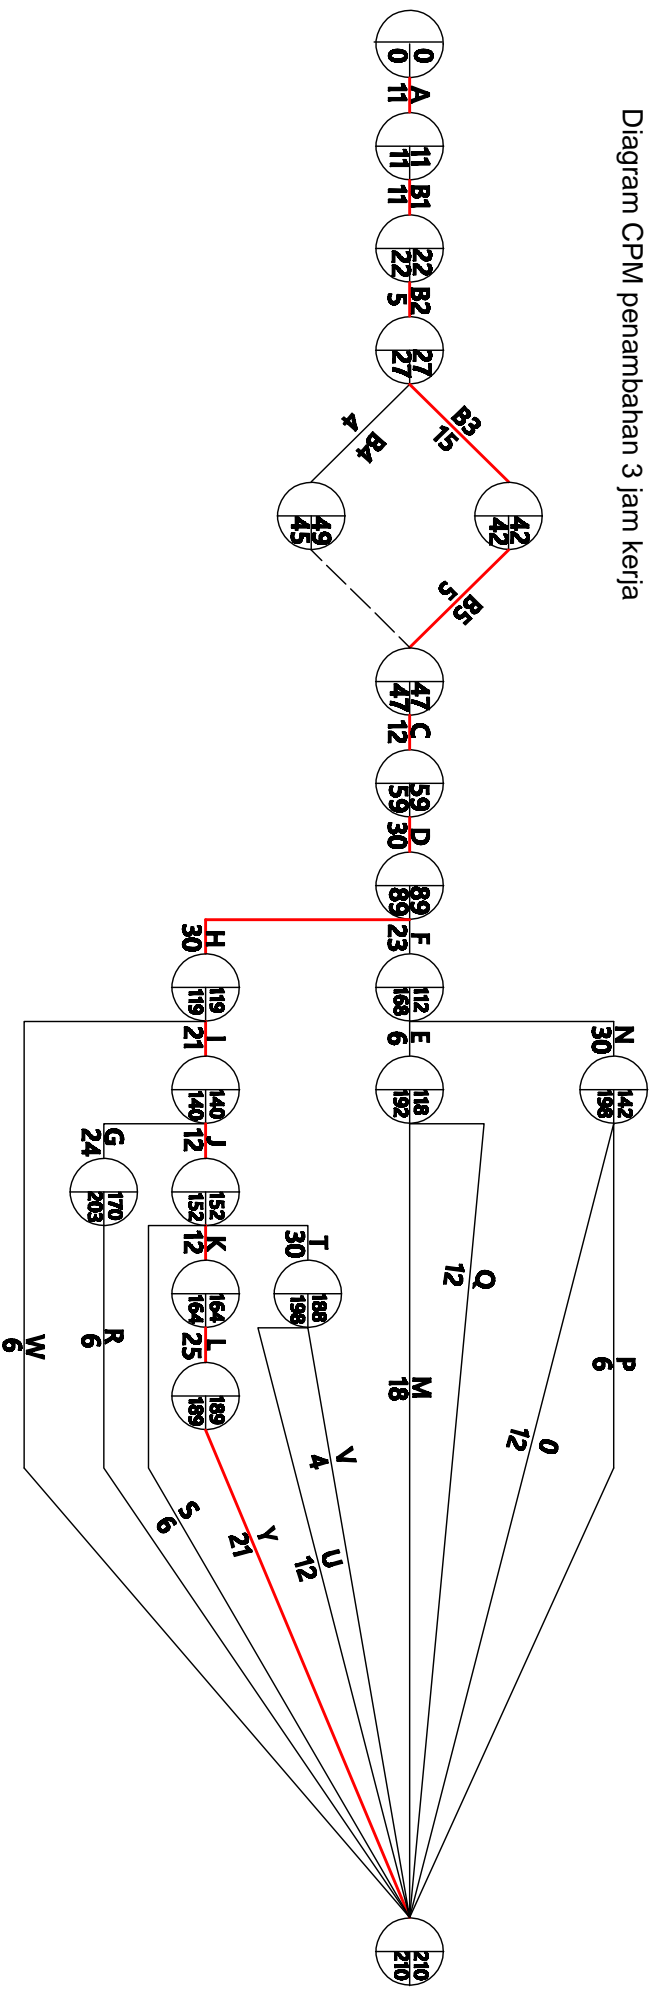 Diagram CPM penambahan 3 jam kerja
0
0
A
11
11
11
B1
11
22
22
B2
5
27
27
B3
15
B4
4
42
42
49
45
B5
5
47
47
C
12
59
59
D
30
89
89
F
23
H
30
112
168
119
119
N
30
E
6
I
21
142
198
118
192
140
140
J
12
G
24
152
152
170
203
T
30
K
12
188
198
164
164
L
25
189
189
P
6
O
12
Q
12
M
18
V
4
U
12
Y
21
S
6
R
6
W
6
210
210